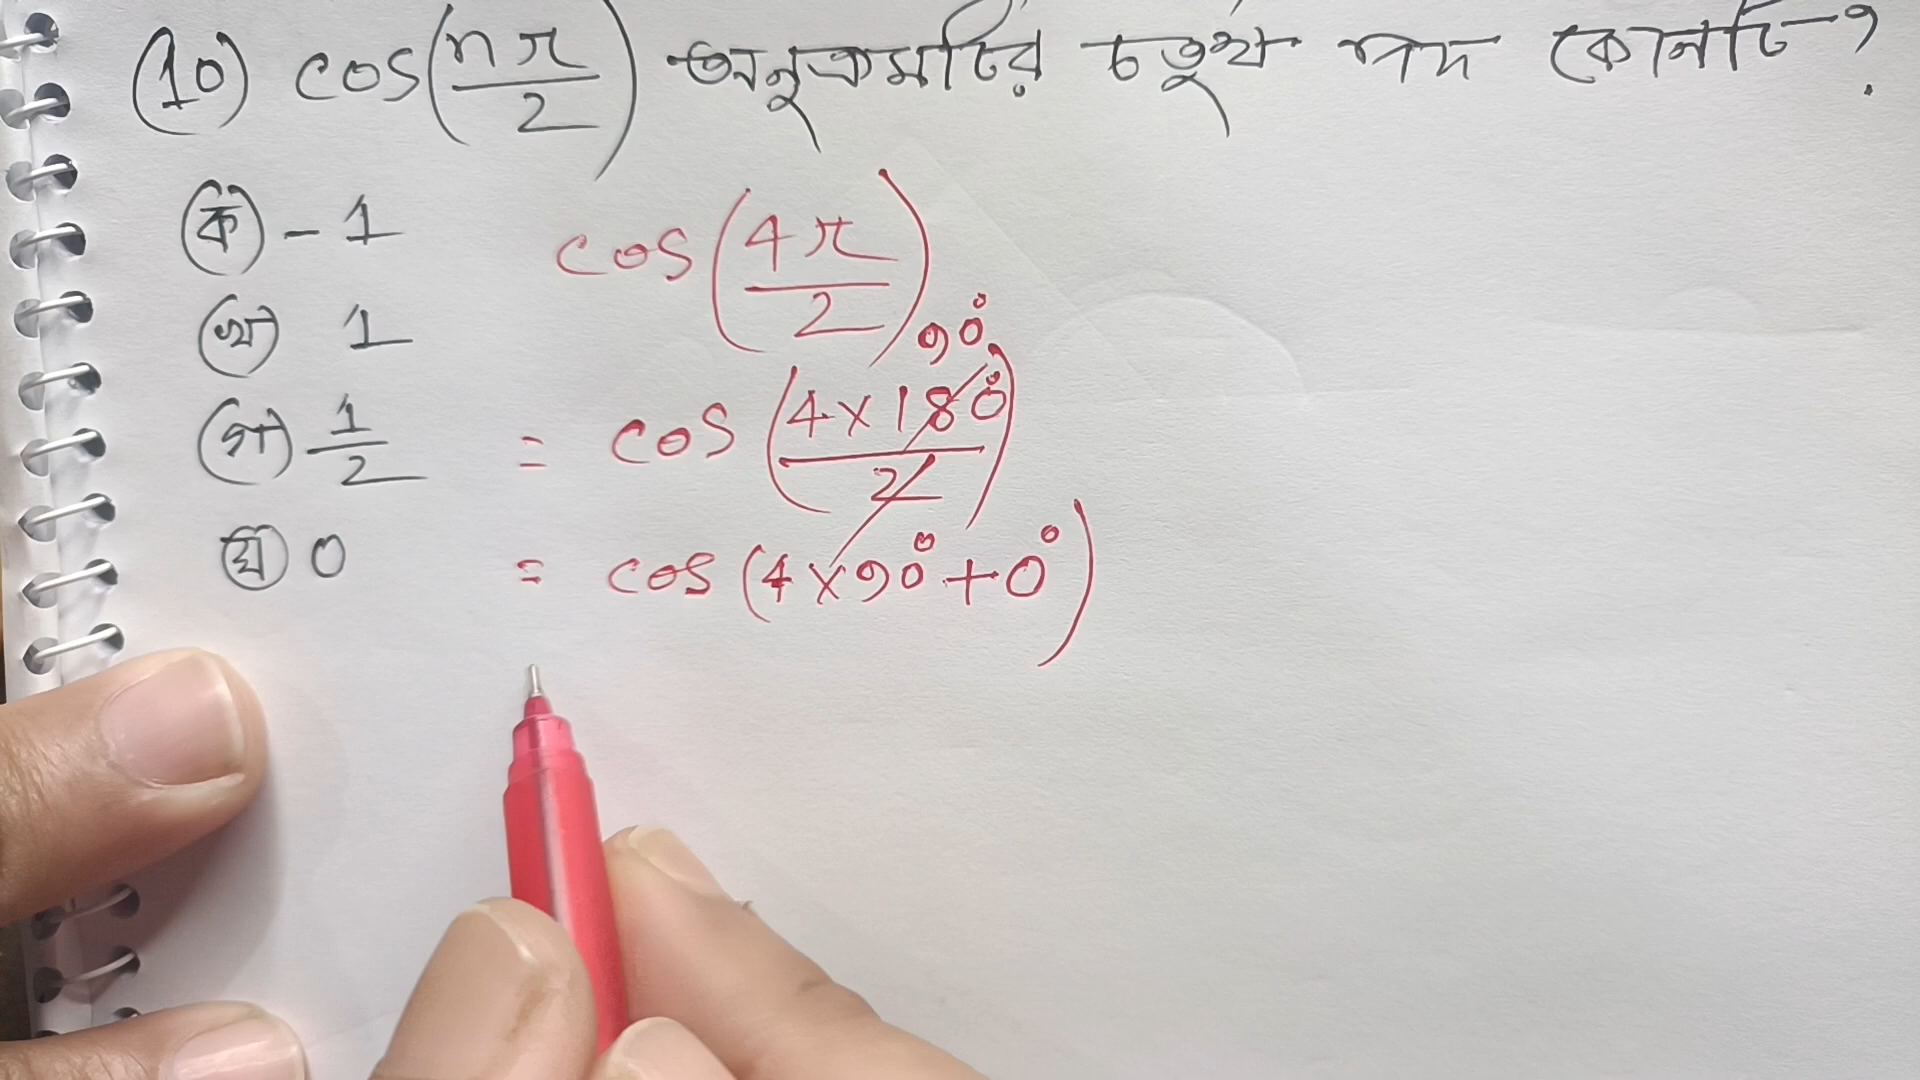 (10) cos(nπ/2) অনুক্রমটির চতুর্থ পদ কোনটি?
(ক) - 1
(খ) 1
(গ) 1/2
(ঘ) 0
cos(4π/2)
90°
= cos(4×180°/2)
= cos(4×90°+0°)